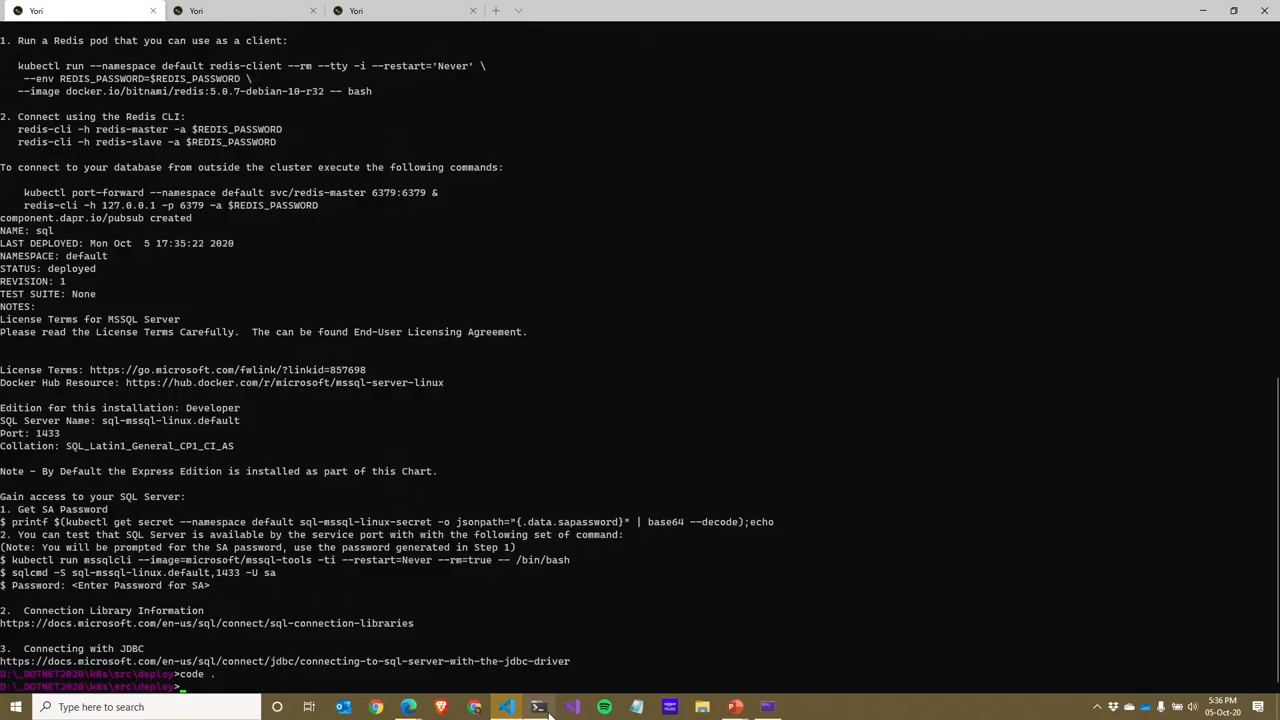 Yori
Yori
Yori
1. Run a Redis pod that you can use as a client:
kubectl run --namespace default redis-client --rm --tty -i --restart='Never' \
--env REDIS_PASSWORD=$REDIS_PASSWORD \
--image docker.io/bitnami/redis:5.0.7-debian-10-r32 -- bash
2. Connect using the Redis CLI:
redis-cli -h redis-master -a $REDIS_PASSWORD
redis-cli -h redis-slave -a $REDIS_PASSWORD
To connect to your database from outside the cluster execute the following commands:
kubectl port-forward --namespace default svc/redis-master 6379:6379 &
redis-cli -h 127.0.0.1 -p 6379 -a $REDIS_PASSWORD
component.dapr.io/pubsub created
NAME: sql
LAST DEPLOYED: Mon Oct  5 17:35:22 2020
NAMESPACE: default
STATUS: deployed
REVISION: 1
TEST SUITE: None
NOTES:
License Terms for MSSQL Server
Please read the License Terms Carefully.  The can be found End-User Licensing Agreement.
License Terms: https://go.microsoft.com/fwlink/?linkid=857698
Docker Hub Resource: https://hub.docker.com/r/microsoft/mssql-server-linux
Edition for this installation: Developer
SQL Server Name: sql-mssql-linux.default
Port: 1433
Collation: SQL_Latin1_General_CP1_CI_AS
Note - By Default the Express Edition is installed as part of this Chart.
Gain access to your SQL Server:
1. Get SA Password
$ printf $(kubectl get secret --namespace default sql-mssql-linux-secret -o jsonpath="{.data.sapassword}" | base64 --decode);echo
2. You can test that SQL Server is available by the service port with with the following set of command:
(Note: You will be prompted for the SA password, use the password generated in Step 1)
$ kubectl run mssqlcli --image=microsoft/mssql-tools -ti --restart=Never --rm=true -- /bin/bash
$ sqlcmd -S sql-mssql-linux.default,1433 -U sa
$ Password: <Enter Password for SA>
2.  Connection Library Information
https://docs.microsoft.com/en-us/sql/connect/sql-connection-libraries
3.  Connecting with JDBC
https://docs.microsoft.com/en-us/sql/connect/jdbc/connecting-to-sql-server-with-the-jdbc-driver
D:\_DOTNET2020\k8s\src\deploy>code .
D:\_DOTNET2020\k8s\src\deploy>
Type here to search
5:36 PM
05-Oct-20